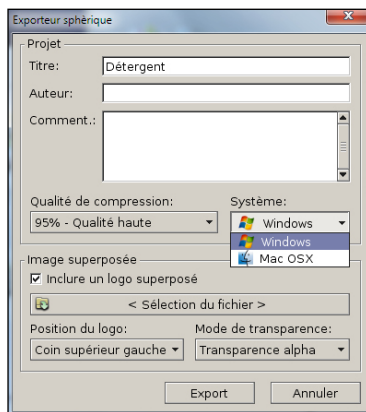 Exporteur sphérique
Projet
Titre: Détergent
Auteur:
Comment.:
Qualité de compression: Système:
95% - Qualité haute Windows
Windows
Mac OSX
Image superposée
Inclure un logo superposé
< Sélection du fichier >
Position du logo: Mode de transparence:
Coin supérieur gauche Transparence alpha
Export Annuler